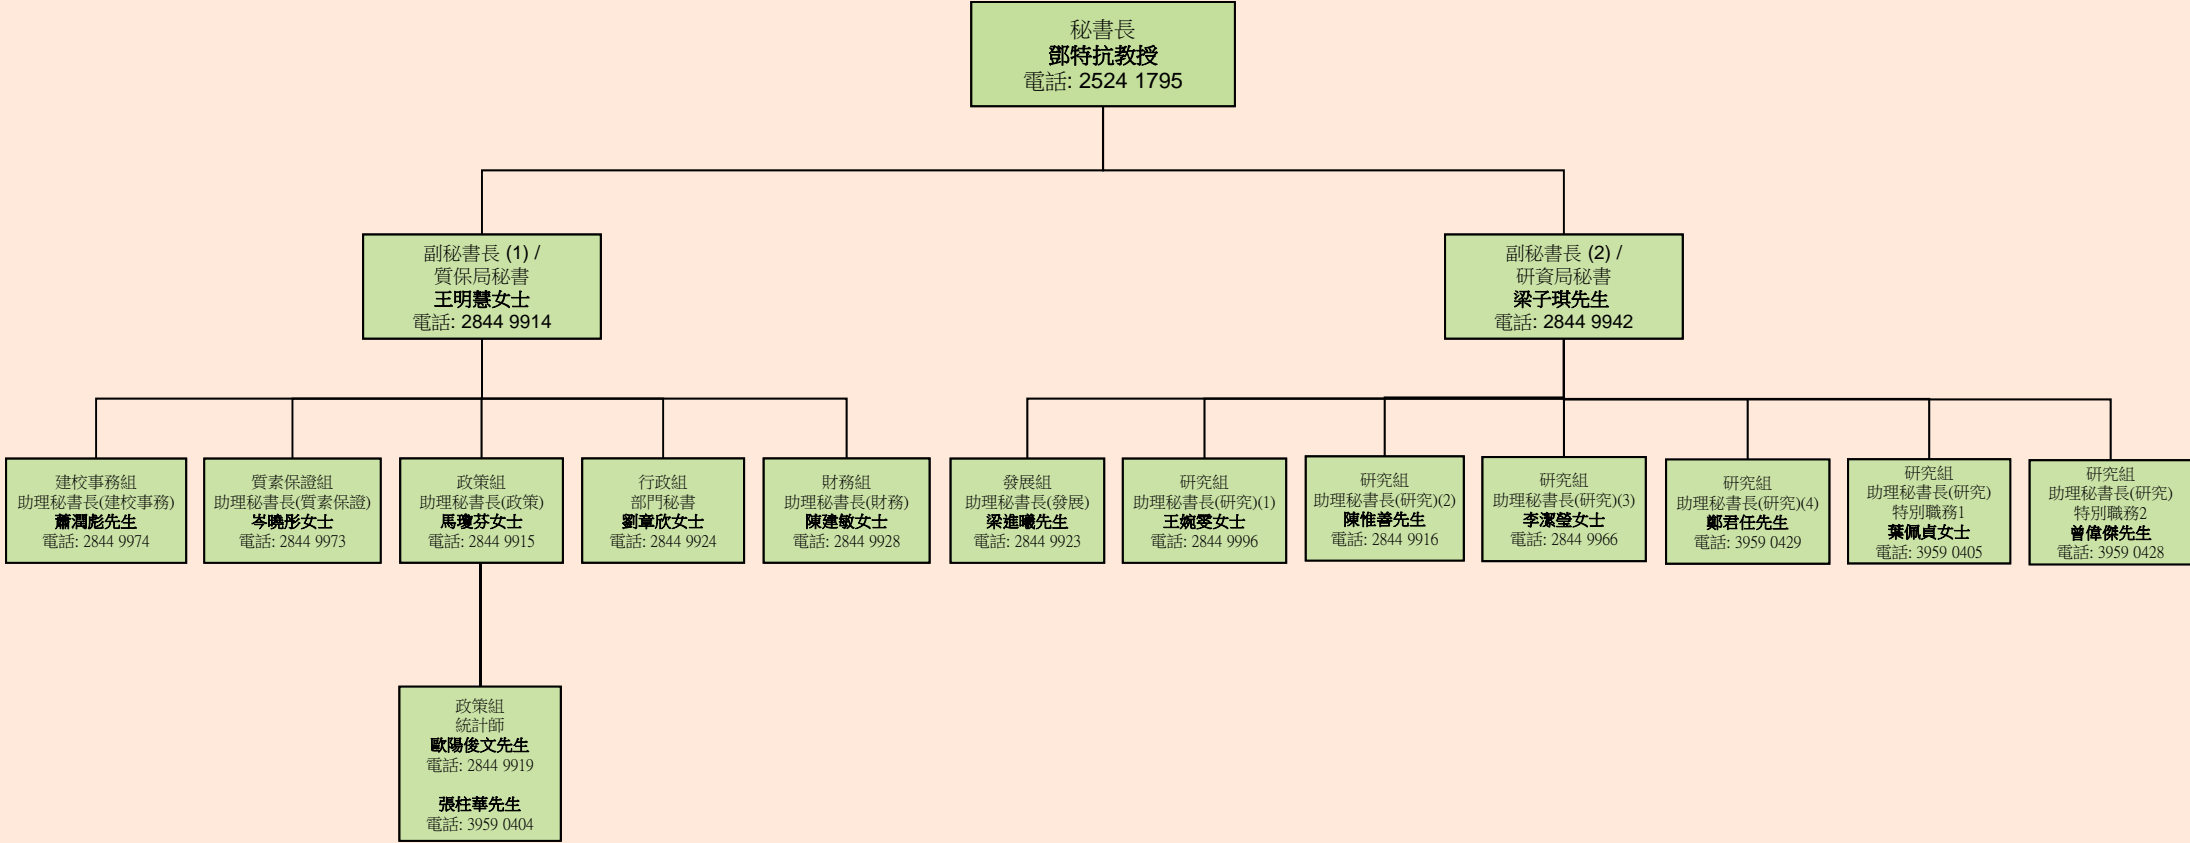 秘書長
鄧特抗教授
電話: 2524 1795
副秘書長 (1) /
質保局秘書
王明慧女士
電話: 2844 9914
副秘書長 (2) /
研資局秘書
梁子琪先生
電話: 2844 9942
建校事務組
助理秘書長(建校事務)
蕭潤彪先生
電話: 2844 9974
質素保證組
助理秘書長(質素保證)
岑曉彤女士
電話: 2844 9973
政策組
助理秘書長(政策)
馬瓊芬女士
電話: 2844 9915
行政組
部門秘書
劉章欣女士
電話: 2844 9924
財務組
助理秘書長(財務)
陳建敏女士
電話: 2844 9928
發展組
助理秘書長(發展)
梁進曦先生
電話: 2844 9923
研究組
助理秘書長(研究)(1)
王婉雯女士
電話: 2844 9996
研究組
助理秘書長(研究)(2)
陳惟善先生
電話: 2844 9916
研究組
助理秘書長(研究)(3)
李潔瑩女士
電話: 2844 9966
研究組
助理秘書長(研究)(4)
鄭君任先生
電話: 3959 0429
研究組
助理秘書長(研究)
特別職務1
葉佩貞女士
電話: 3959 0405
研究組
助理秘書長(研究)
特別職務2
曾偉傑先生
電話: 3959 0428
政策組
統計師
歐陽俊文先生
電話: 2844 9919
張柱華先生
電話: 3959 0404